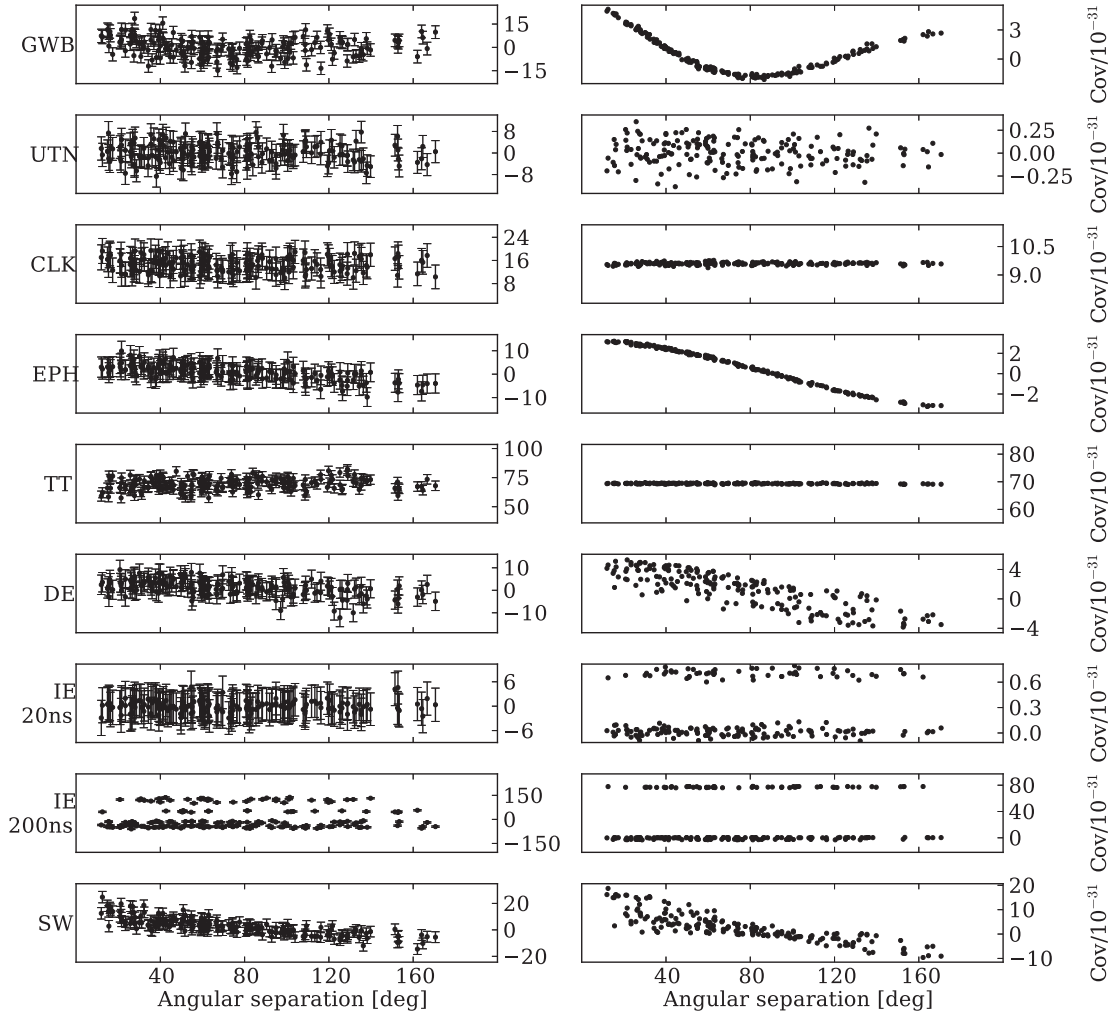 GWB
15
0
−15
3
0
Cov/10⁻³¹
UTN
8
0
−8
0.25
0.00
−0.25
Cov/10⁻³¹
CLK
24
16
8
10.5
9.0
Cov/10⁻³¹
EPH
10
0
−10
2
0
−2
Cov/10⁻³¹
TT
100
75
50
80
70
60
Cov/10⁻³¹
DE
10
0
−10
4
0
−4
Cov/10⁻³¹
IE
20ns
6
0
−6
0.6
0.3
0.0
Cov/10⁻³¹
IE
200ns
150
0
−150
80
40
0
Cov/10⁻³¹
SW
20
0
−20
20
10
0
−10
Cov/10⁻³¹
40 80 120 160
40 80 120 160
Angular separation [deg]
Angular separation [deg]